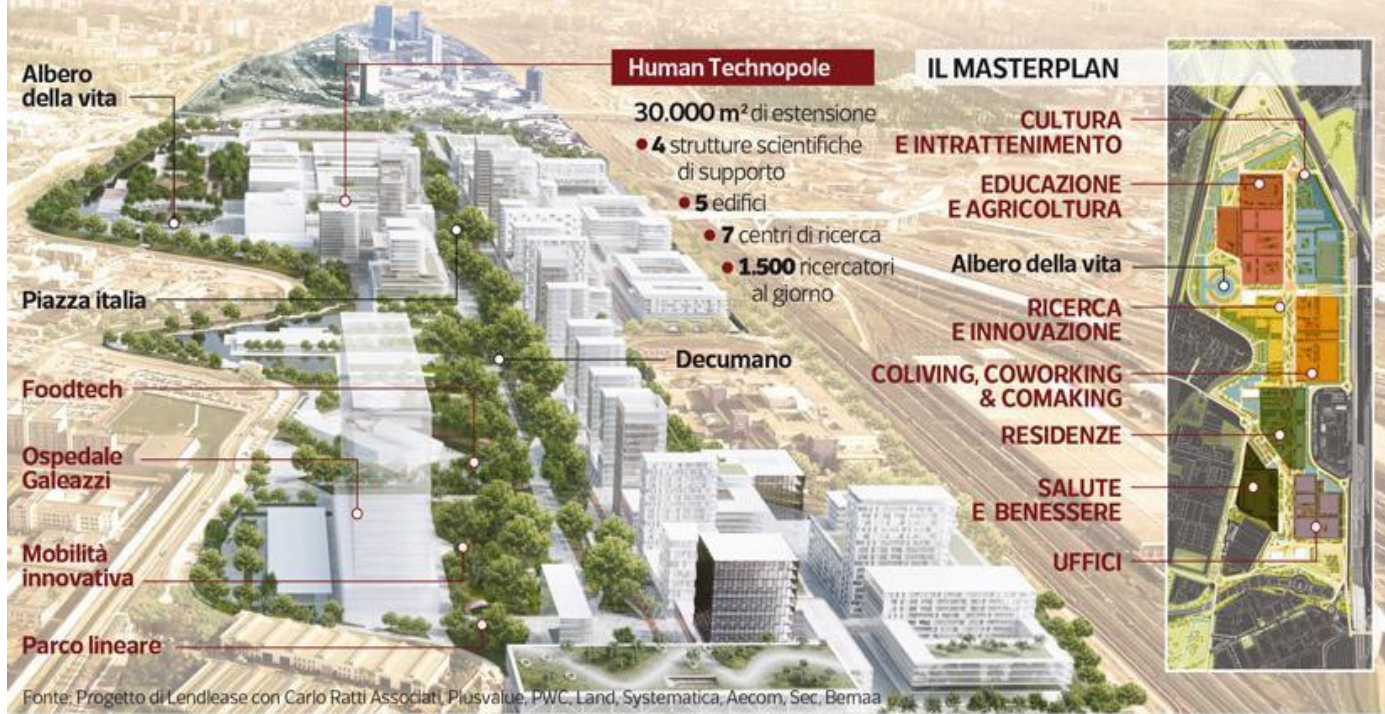 Albero
della vita
Piazza italia
Foodtech
Ospedale
Galeazzi
Mobilità
innovativa
Parco lineare
Human Technopole
30.000 m² di estensione
• 4 strutture scientifiche
di supporto
• 5 edifici
• 7 centri di ricerca
• 1.500 ricercatori
al giorno
Decumano
IL MASTERPLAN
CULTURA
E INTRATTENIMENTO
EDUCAZIONE
E AGRICOLTURA
Albero della vita
RICERCA
E INNOVAZIONE
COLIVING, COWORKING
& COMAKING
RESIDENZE
SALUTE
E BENESSERE
UFFICI
Fonte: Progetto di Lendlease con Carlo Ratti Associati, Plusvalue, PWC, Land, Systematica, Aecom, Sec, Bemaa